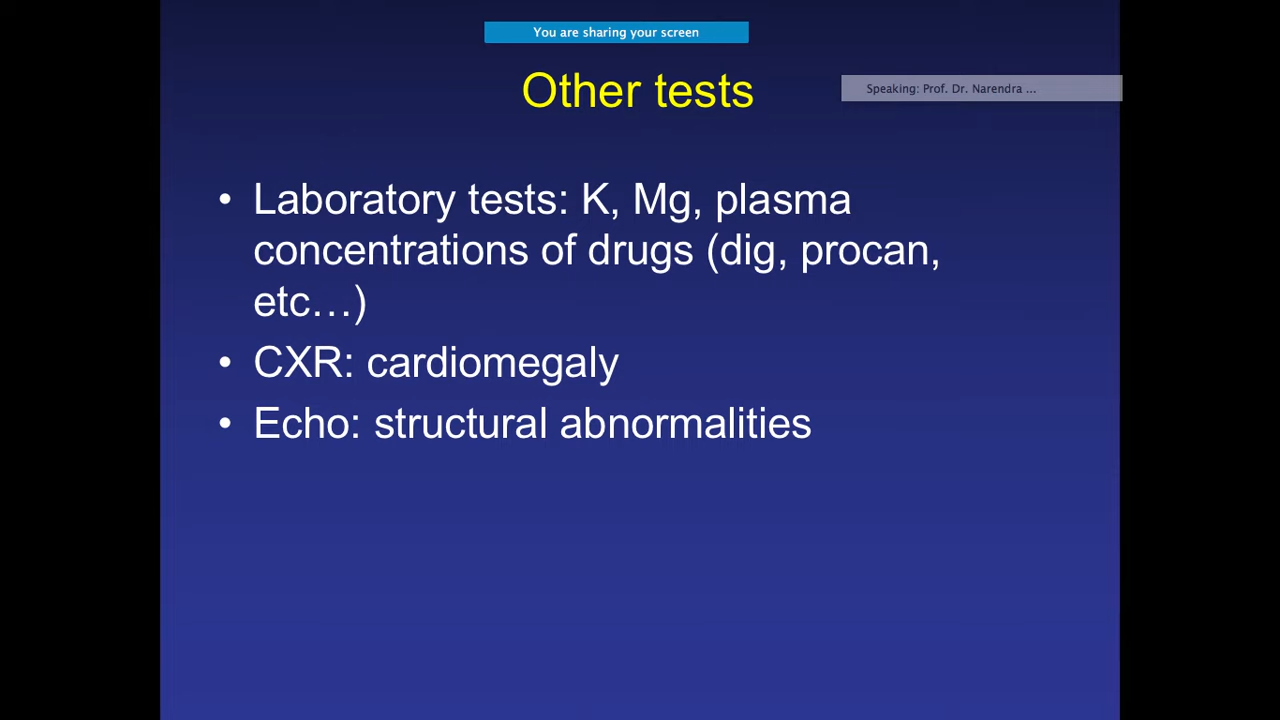 You are sharing your screen
Other tests
Speaking: Prof. Dr. Narendra ...
• Laboratory tests: K, Mg, plasma
concentrations of drugs (dig, procan,
etc…)
• CXR: cardiomegaly
• Echo: structural abnormalities